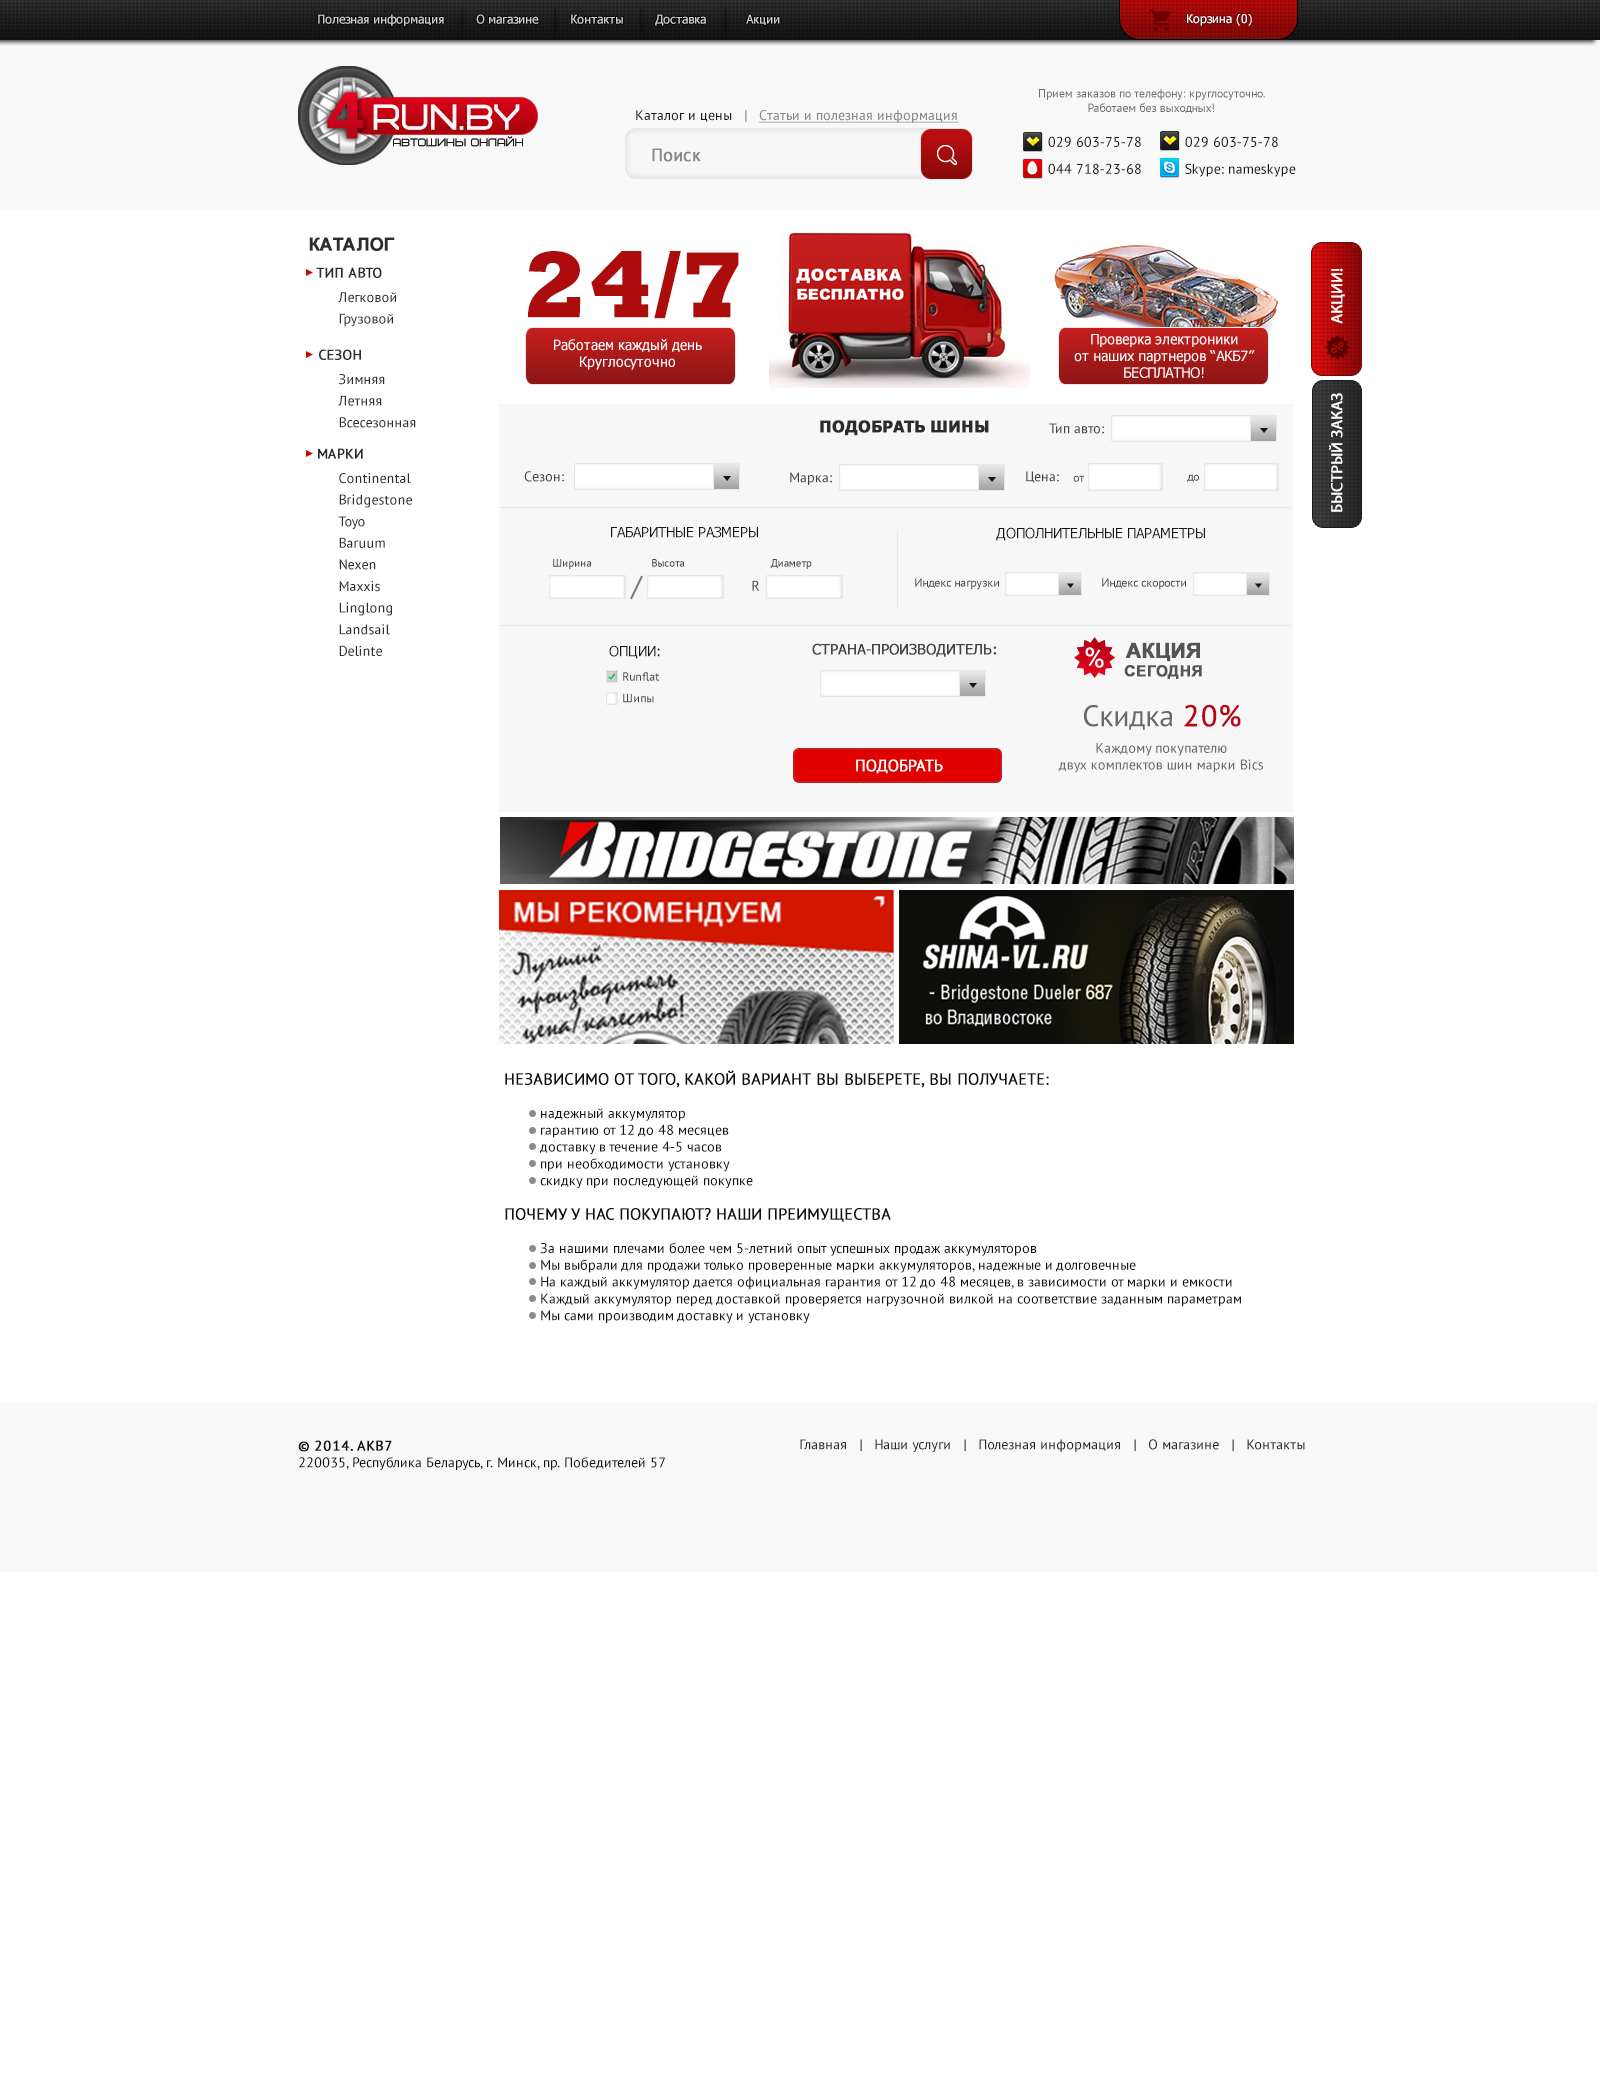 Полезная информация
О магазине
Контакты
Доставка
Акции
Корзина (0)
4RUN.BY
АВТОШИНЫ ОНЛАЙН
Каталог и цены | Статьи и полезная информация
Поиск
Прием заказов по телефону: круглосуточно.
Работаем без выходных!
029 603-75-78
029 603-75-78
044 718-23-68
Skype: nameskype
КАТАЛОГ
ТИП АВТО
Легковой
Грузовой
СЕЗОН
Зимняя
Летняя
Всесезонная
МАРКИ
Continental
Bridgestone
Toyo
Baruum
Nexen
Maxxis
Linglong
Landsail
Delinte
24/7
Работаем каждый день
Круглосуточно
ДОСТАВКА
БЕСПЛАТНО
Проверка электроники
от наших партнеров “АКБ7”
БЕСПЛАТНО!
АКЦИИ!
%
БЫСТРЫЙ ЗАКАЗ
ПОДОБРАТЬ ШИНЫ
Тип авто:
Сезон:
Марка:
Цена: от
до
ГАБАРИТНЫЕ РАЗМЕРЫ
Ширина
Высота
Диаметр
/
R
ДОПОЛНИТЕЛЬНЫЕ ПАРАМЕТРЫ
Индекс нагрузки
Индекс скорости
ОПЦИИ:
Runflat
Шипы
СТРАНА-ПРОИЗВОДИТЕЛЬ:
ПОДОБРАТЬ
%
АКЦИЯ
СЕГОДНЯ
Скидка 20%
Каждому покупателю
двух комплектов шин марки Bics
BRIDGESTONE
МЫ РЕКОМЕНДУЕМ
Лучший
производитель
цена/качество!
SHINA-VL.RU
- Bridgestone Dueler 687
во Владивостоке
НЕЗАВИСИМО ОТ ТОГО, КАКОЙ ВАРИАНТ ВЫ ВЫБЕРЕТЕ, ВЫ ПОЛУЧАЕТЕ:
надежный аккумулятор
гарантию от 12 до 48 месяцев
доставку в течение 4-5 часов
при необходимости установку
скидку при последующей покупке
ПОЧЕМУ У НАС ПОКУПАЮТ? НАШИ ПРЕИМУЩЕСТВА
За нашими плечами более чем 5-летний опыт успешных продаж аккумуляторов
Мы выбрали для продажи только проверенные марки аккумуляторов, надежные и долговечные
На каждый аккумулятор дается официальная гарантия от 12 до 48 месяцев, в зависимости от марки и емкости
Каждый аккумулятор перед доставкой проверяется нагрузочной вилкой на соответствие заданным параметрам
Мы сами производим доставку и установку
© 2014. АКВ7
220035, Республика Беларусь, г. Минск, пр. Победителей 57
Главная | Наши услуги | Полезная информация | О магазине | Контакты